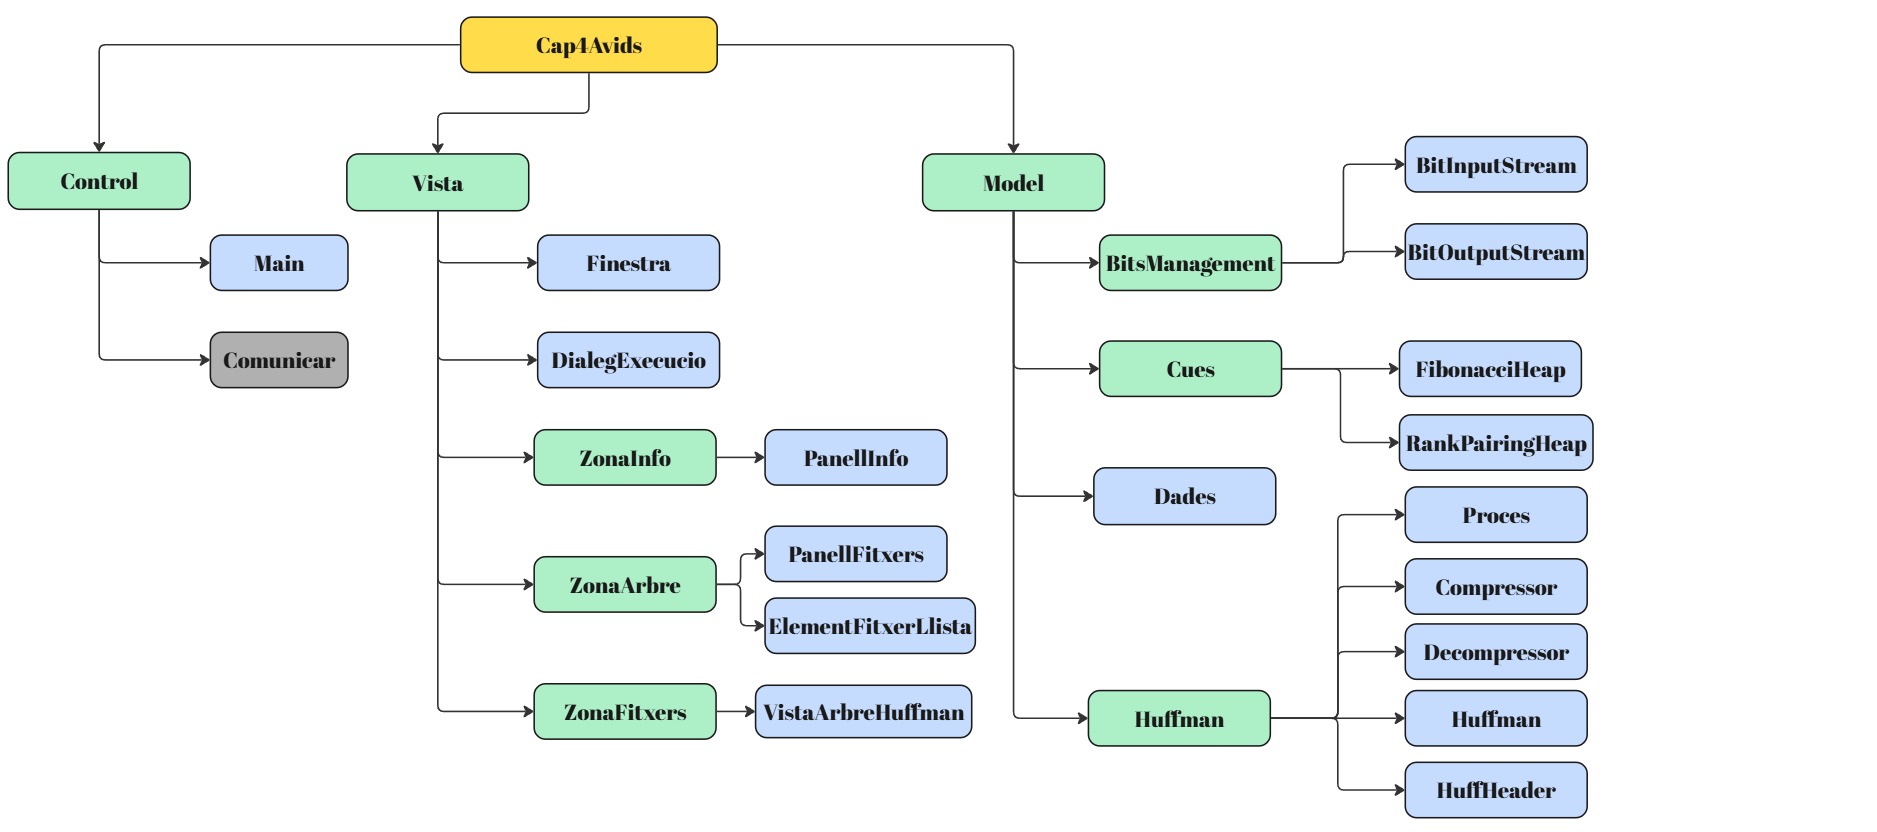 Cap4Avids
Control
Main
Comunicar
Vista
Finestra
DialegExecucio
ZonaInfo
PanellInfo
ZonaArbre
PanellFitxers
ElementFitxerLlista
ZonaFitxers
VistaArbreHuffman
Model
BitsManagement
BitInputStream
BitOutputStream
Cues
FibonacciHeap
RankPairingHeap
Dades
Huffman
Proces
Compressor
Decompressor
Huffman
HuffHeader